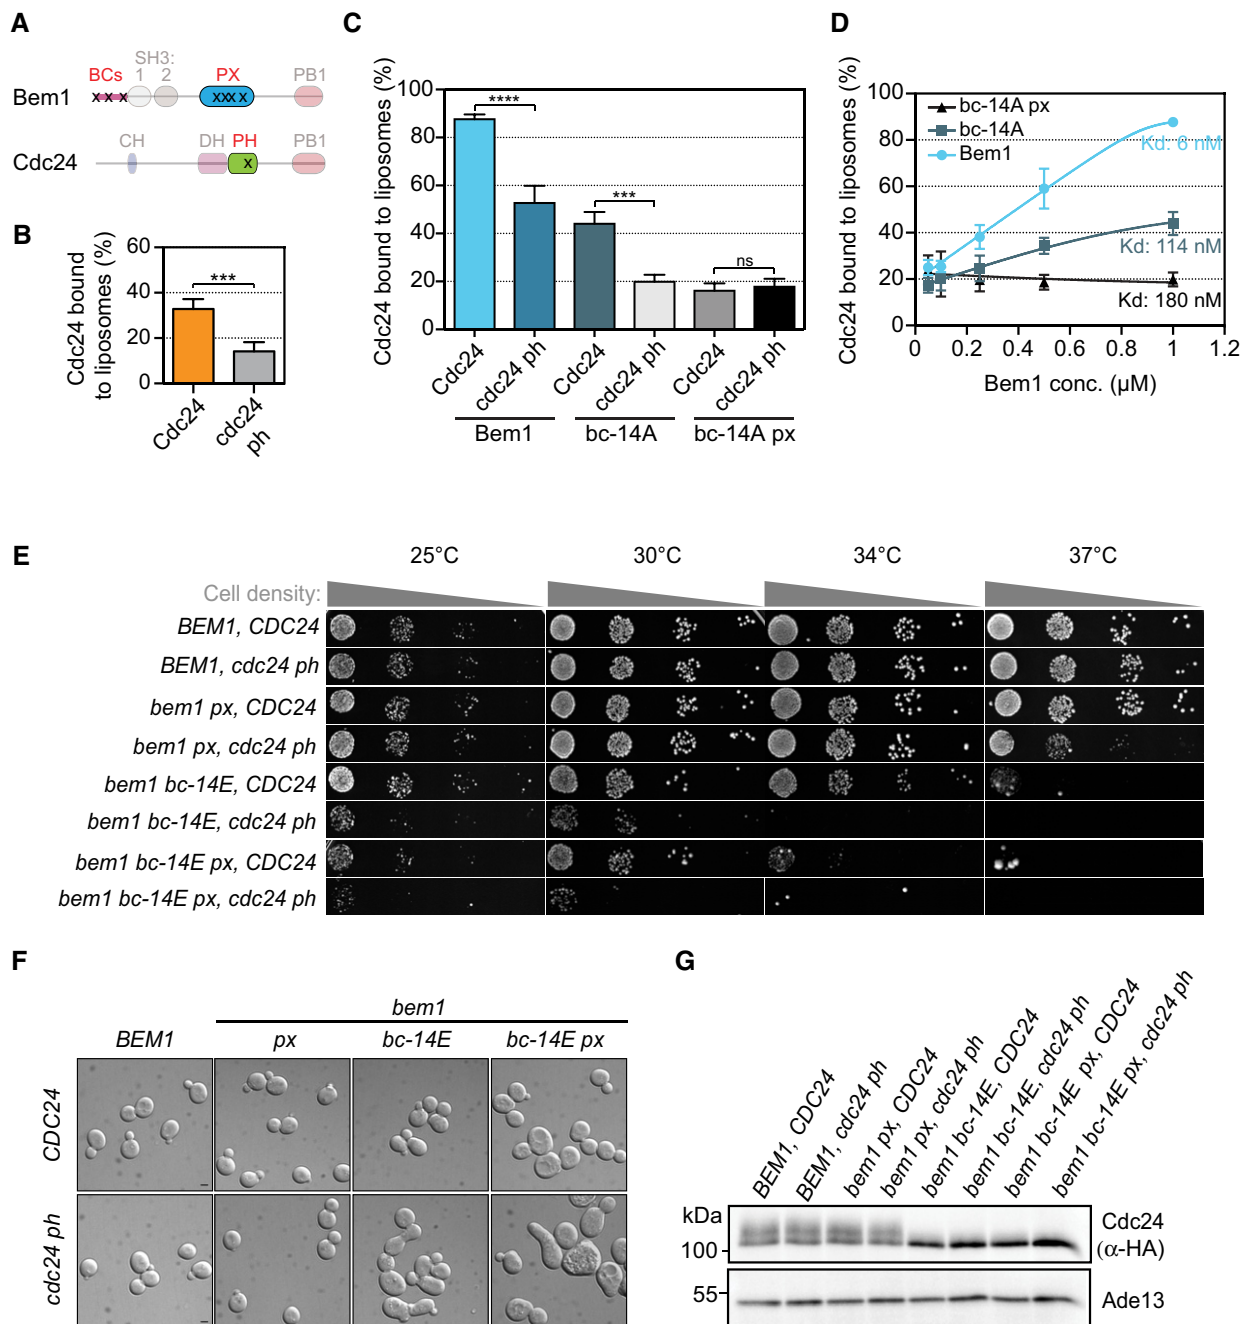 A
SH3:
BCs 1 2 PX PB1
Bem1 x x x xxx x
CH DH PH PB1
Cdc24 x
B
Cdc24 bound
to liposomes (%)
60
40
20
0
***
Cdc24
cdc24 ph
C
Cdc24 bound to liposomes (%)
100
80
60
40
20
0
****
***
ns
Cdc24
cdc24 ph
Cdc24
cdc24 ph
Cdc24
cdc24 ph
Bem1 bc-14A bc-14A px
D
Cdc24 bound to liposomes (%)
100
80
60
40
20
0
bc-14A px
bc-14A
Bem1
Kd: 6 nM
Kd: 114 nM
Kd: 180 nM
0 0.2 0.4 0.6 0.8 1 1.2
Bem1 conc. (µM)
E
25°C 30°C 34°C 37°C
Cell density:
BEM1, CDC24
BEM1, cdc24 ph
bem1 px, CDC24
bem1 px, cdc24 ph
bem1 bc-14E, CDC24
bem1 bc-14E, cdc24 ph
bem1 bc-14E px, CDC24
bem1 bc-14E px, cdc24 ph
F
bem1
BEM1 px bc-14E bc-14E px
CDC24
cdc24 ph
G
BEM1, CDC24
BEM1, cdc24 ph
bem1 px, CDC24
bem1 px, cdc24 ph
bem1 bc-14E, CDC24
bem1 bc-14E, cdc24 ph
bem1 bc-14E px, CDC24
bem1 bc-14E px, cdc24 ph
kDa
100
55
Cdc24
(α-HA)
Ade13